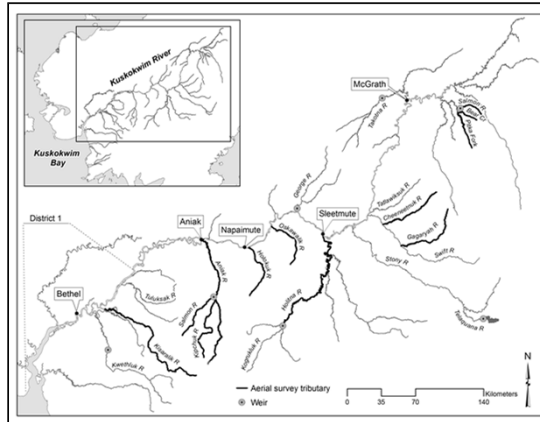 Kuskokwim River
Kuskokwim
Bay
District 1
McGrath
Takotna R
Salmon R
Pitka Fork
George R
Tatlawiksuk R
Cheeneetnuk R
Gagaryah R
Swift R
Stony R
Telaquana R
Sleetmute
Oskawalik R
Napaimute
Holokuk R
Aniak
Aniak R
Salmon R
Kipchuk R
Holitna R
Kogrukluk R
Bethel
Tuluksak R
Kisaralik R
Kwethluk R
Aerial survey tributary
Weir
Kilometers
0 35 70 140
N